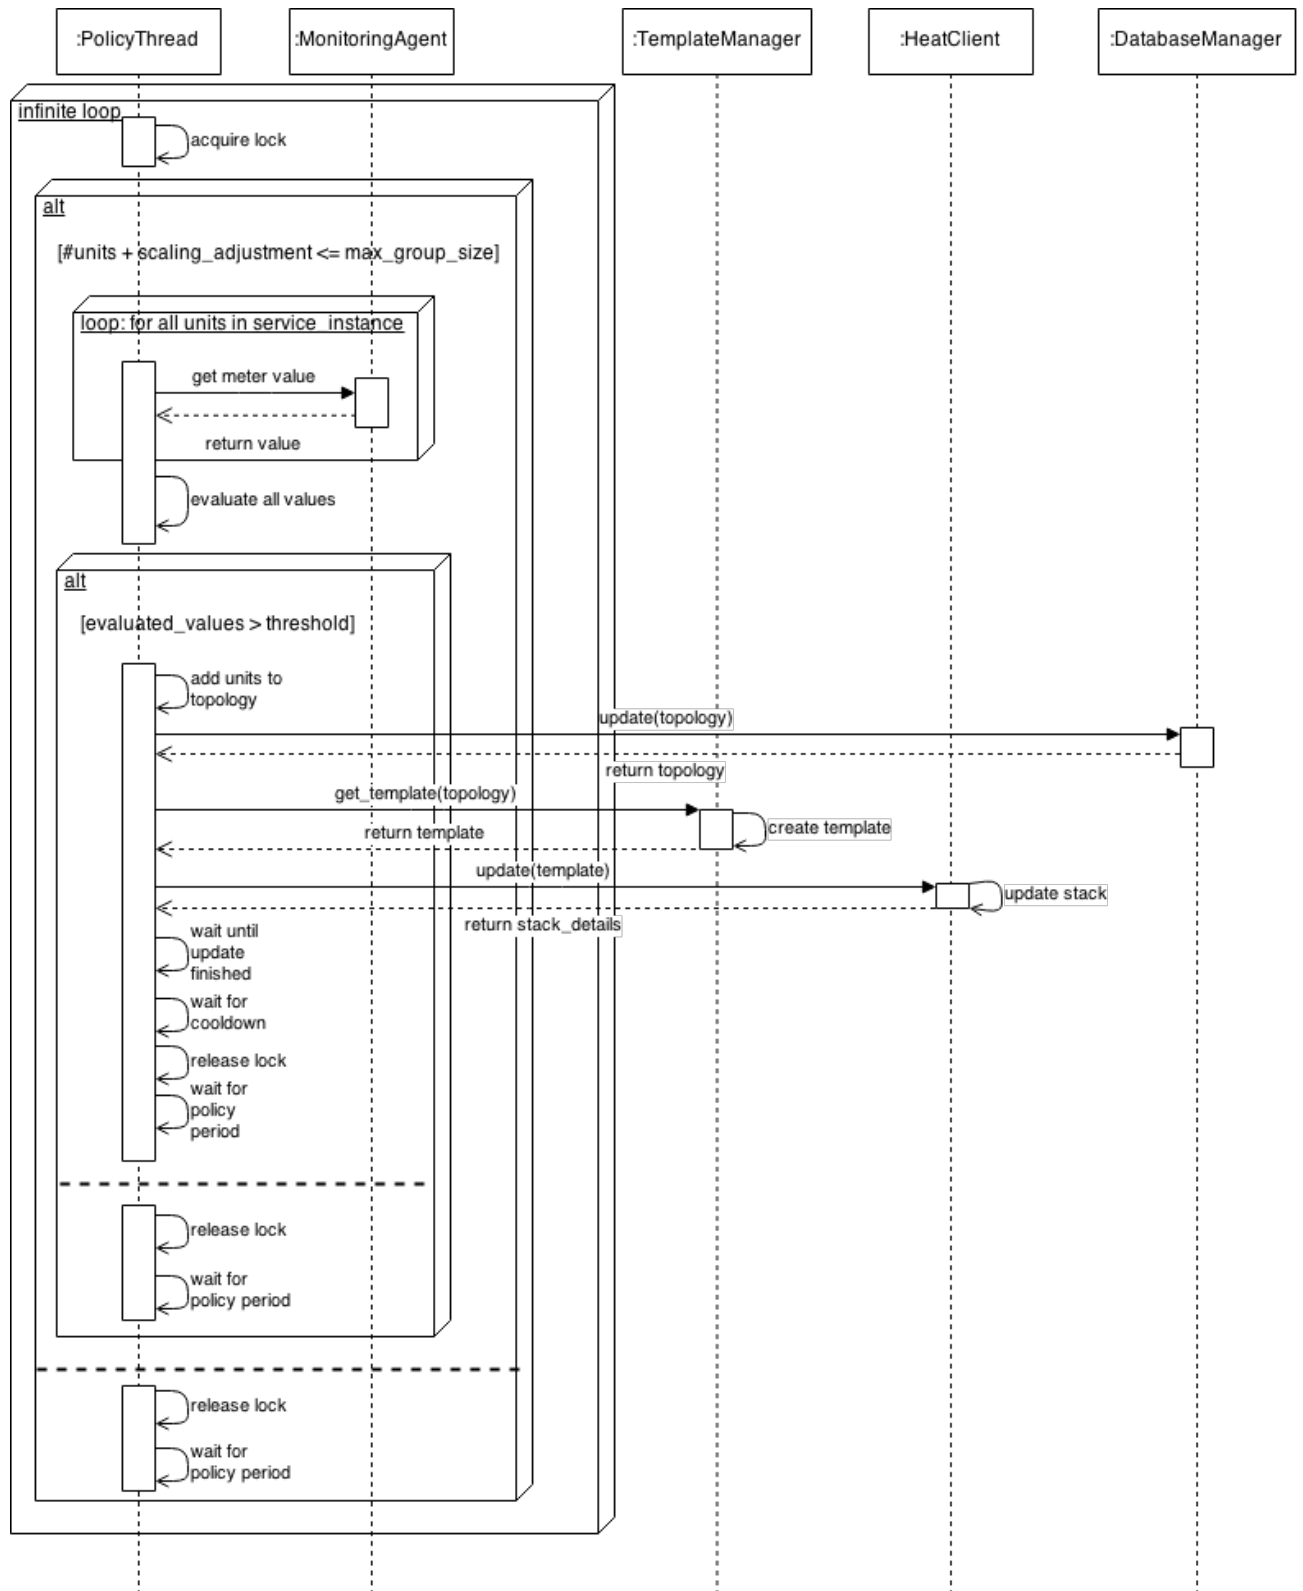 :PolicyThread
:MonitoringAgent
:TemplateManager
:HeatClient
:DatabaseManager
infinite loop
acquire lock
alt
[#units + scaling_adjustment <= max_group_size]
loop: for all units in service_instance
get meter value
return value
evaluate all values
alt
[evaluated_values > threshold]
add units to
topology
update(topology)
return topology
get_template(topology)
create template
return template
update(template)
update stack
return stack_details
wait until
update
finished
wait for
cooldown
release lock
wait for
policy
period
release lock
wait for
policy period
release lock
wait for
policy period